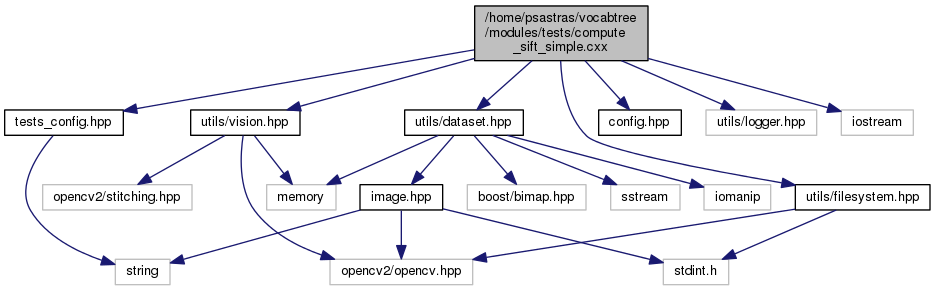 /home/psastras/vocabtree
/modules/tests/compute
_sift_simple.cxx
tests_config.hpp
utils/vision.hpp
utils/dataset.hpp
config.hpp
utils/logger.hpp
iostream
opencv2/stitching.hpp
memory
image.hpp
boost/bimap.hpp
sstream
iomanip
utils/filesystem.hpp
string
opencv2/opencv.hpp
stdint.h